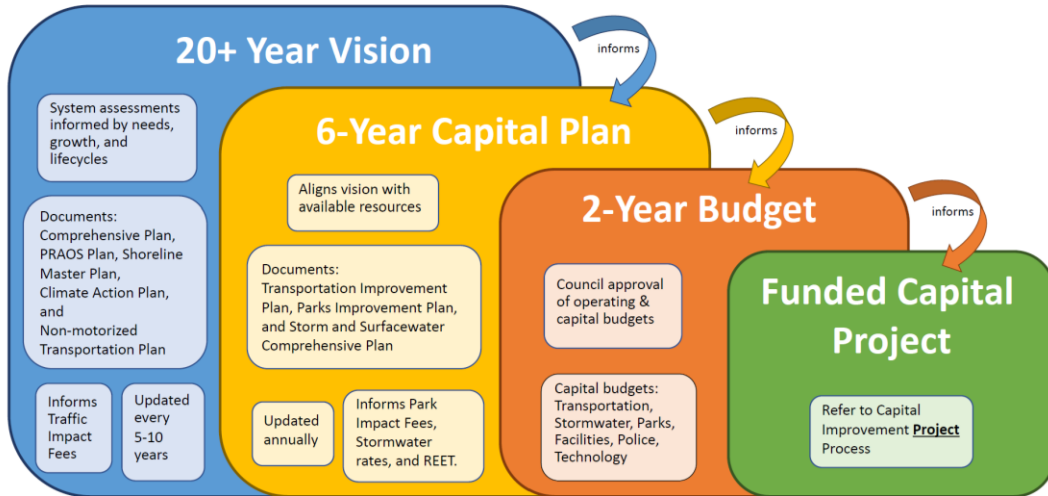 20+ Year Vision
System assessments
informed by needs,
growth, and
lifecycles
Documents:
Comprehensive Plan,
PRAOS Plan, Shoreline
Master Plan,
Climate Action Plan,
and
Non-motorized
Transportation Plan
Informs
Traffic
Impact
Fees
Updated
every
5-10
years
informs
6-Year Capital Plan
Aligns vision with
available resources
Documents:
Transportation Improvement
Plan, Parks Improvement Plan,
and Storm and Surfacewater
Comprehensive Plan
Updated
annually
Informs Park
Impact Fees,
Stormwater
rates, and REET.
informs
2-Year Budget
Council approval
of operating &
capital budgets
Capital budgets:
Transportation,
Stormwater, Parks,
Facilities, Police,
Technology
informs
Funded Capital
Project
Refer to Capital
Improvement Project
Process